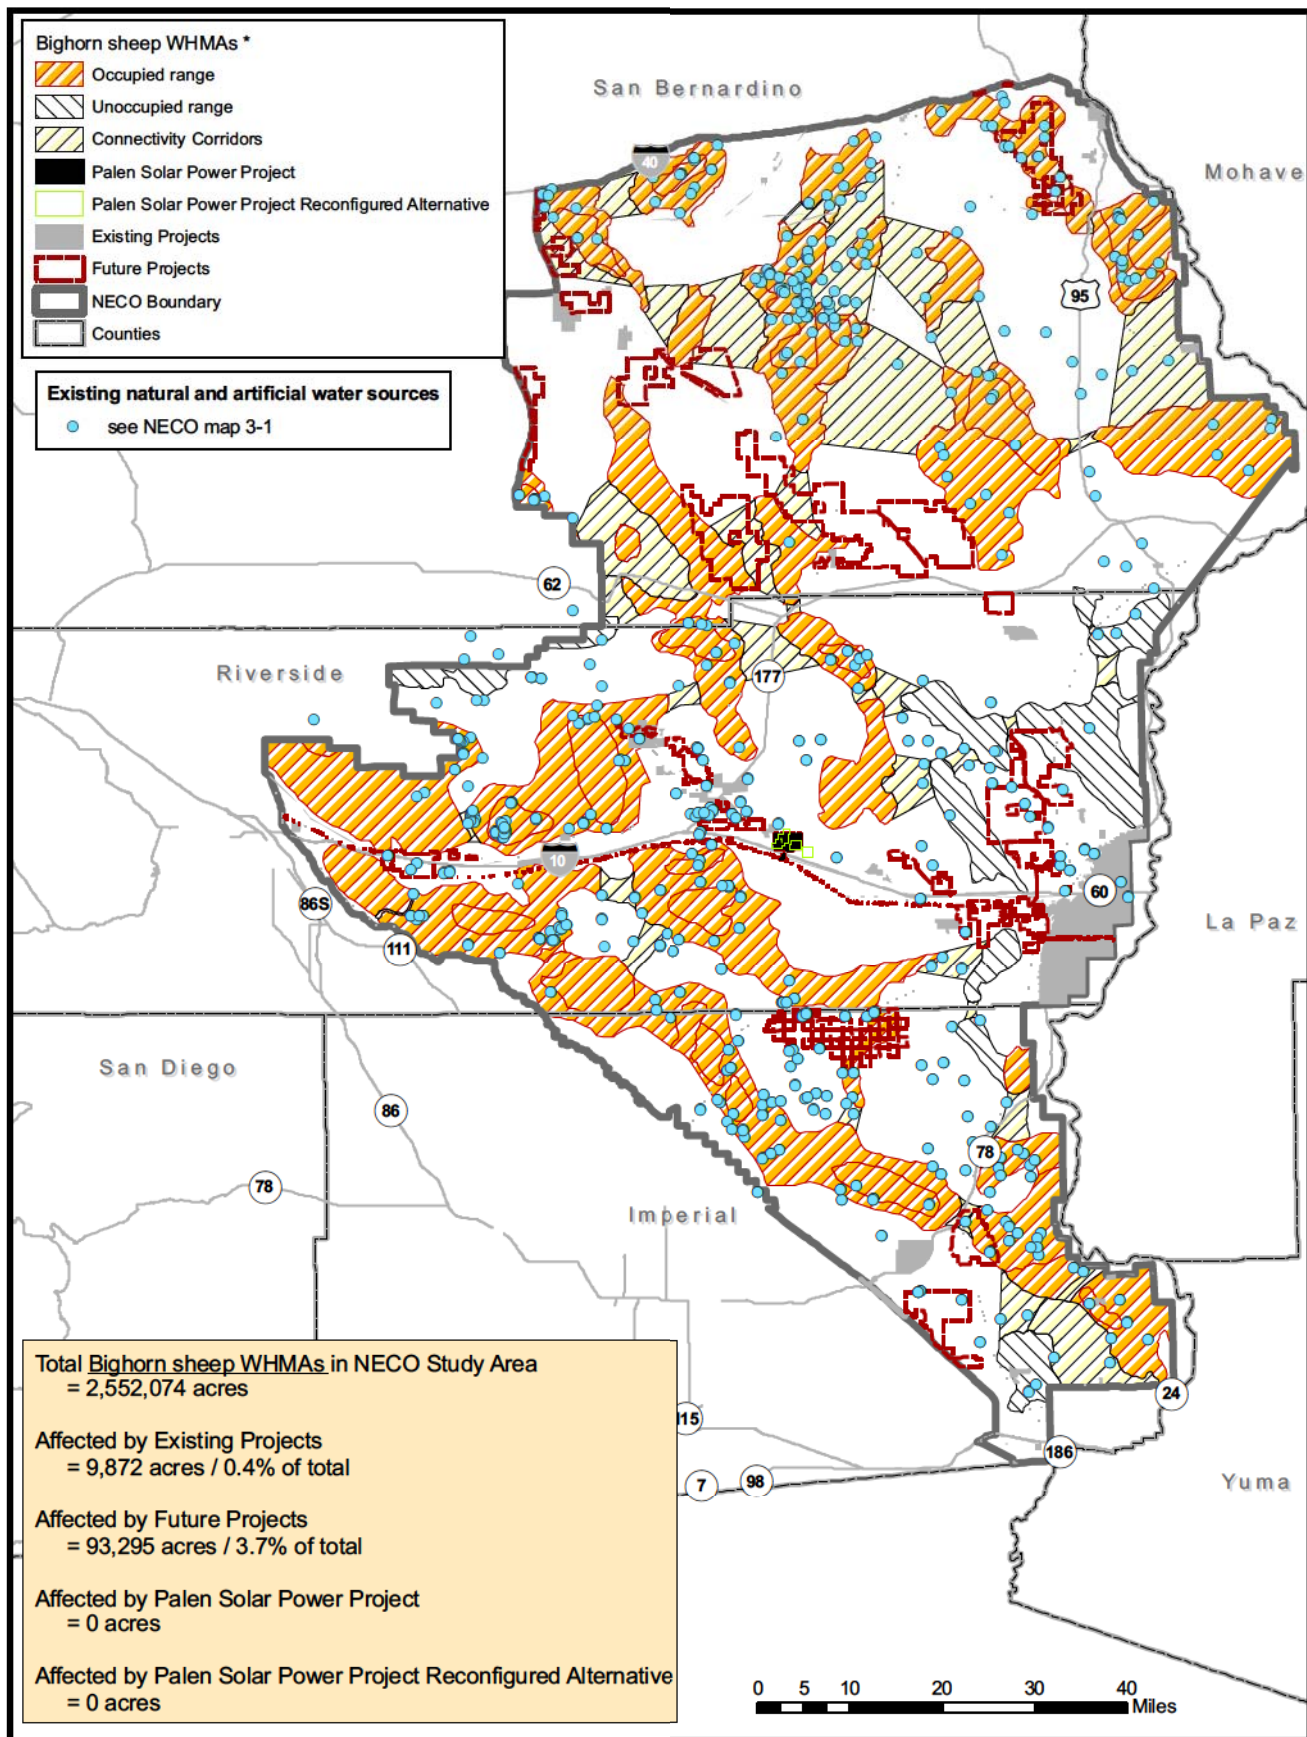 Bighorn sheep WHMAs *
Occupied range
Unoccupied range
Connectivity Corridors
Palen Solar Power Project
Palen Solar Power Project Reconfigured Alternative
Existing Projects
Future Projects
NECO Boundary
Counties
Existing natural and artificial water sources
see NECO map 3-1
San Bernardino
40
Mohave
95
62
Riverside
177
10
60
86S
111
La Paz
San Diego
86
78
78
Imperial
24
115
186
7
98
Yuma
Total Bighorn sheep WHMAs in NECO Study Area
= 2,552,074 acres
Affected by Existing Projects
= 9,872 acres / 0.4% of total
Affected by Future Projects
= 93,295 acres / 3.7% of total
Affected by Palen Solar Power Project
= 0 acres
Affected by Palen Solar Power Project Reconfigured Alternative
= 0 acres
0 5 10 20 30 40
Miles